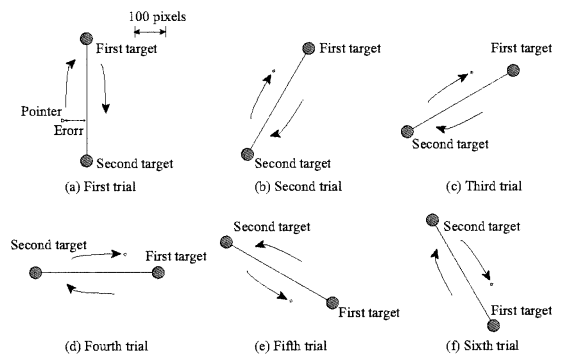 100 pixels
First target
Pointer
Erorr
Second target
(a) First trial
First target
Second target
(b) Second trial
First target
Second target
(c) Third trial
Second target
First target
(d) Fourth trial
Second target
First target
(e) Fifth trial
Second target
First target
(f) Sixth trial